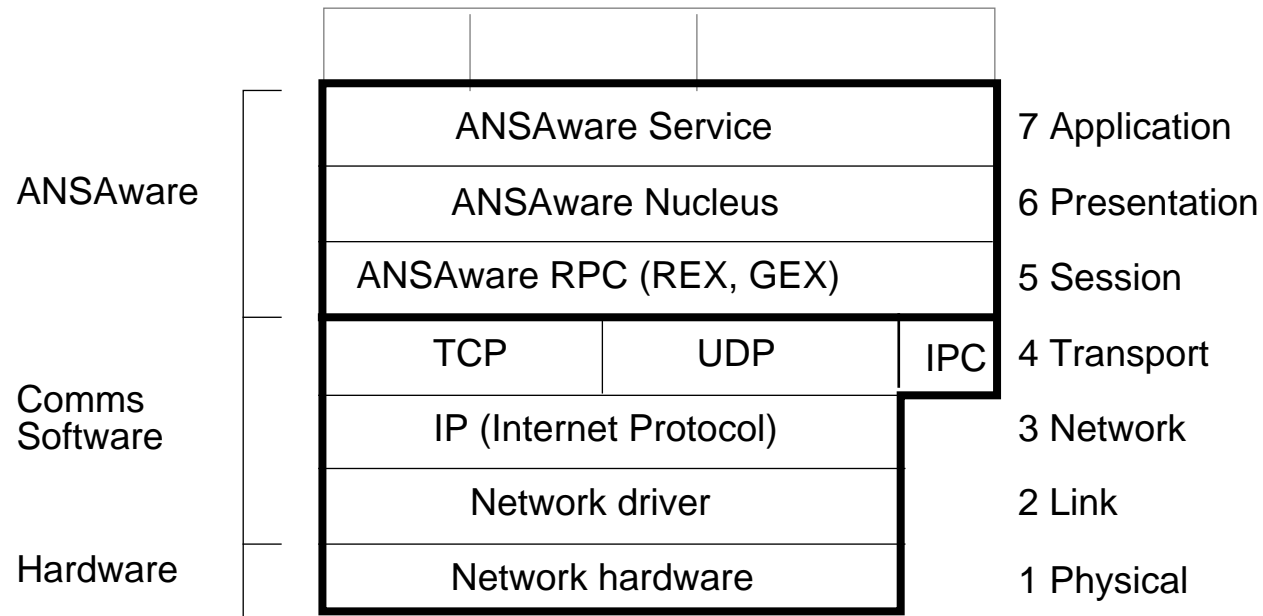 ANSAware Service
7 Application
ANSAware
ANSAware Nucleus
6 Presentation
ANSAware RPC (REX, GEX)
5 Session
TCP
UDP
IPC
4 Transport
Comms
Software
IP (Internet Protocol)
3 Network
Network driver
2 Link
Hardware
Network hardware
1 Physical